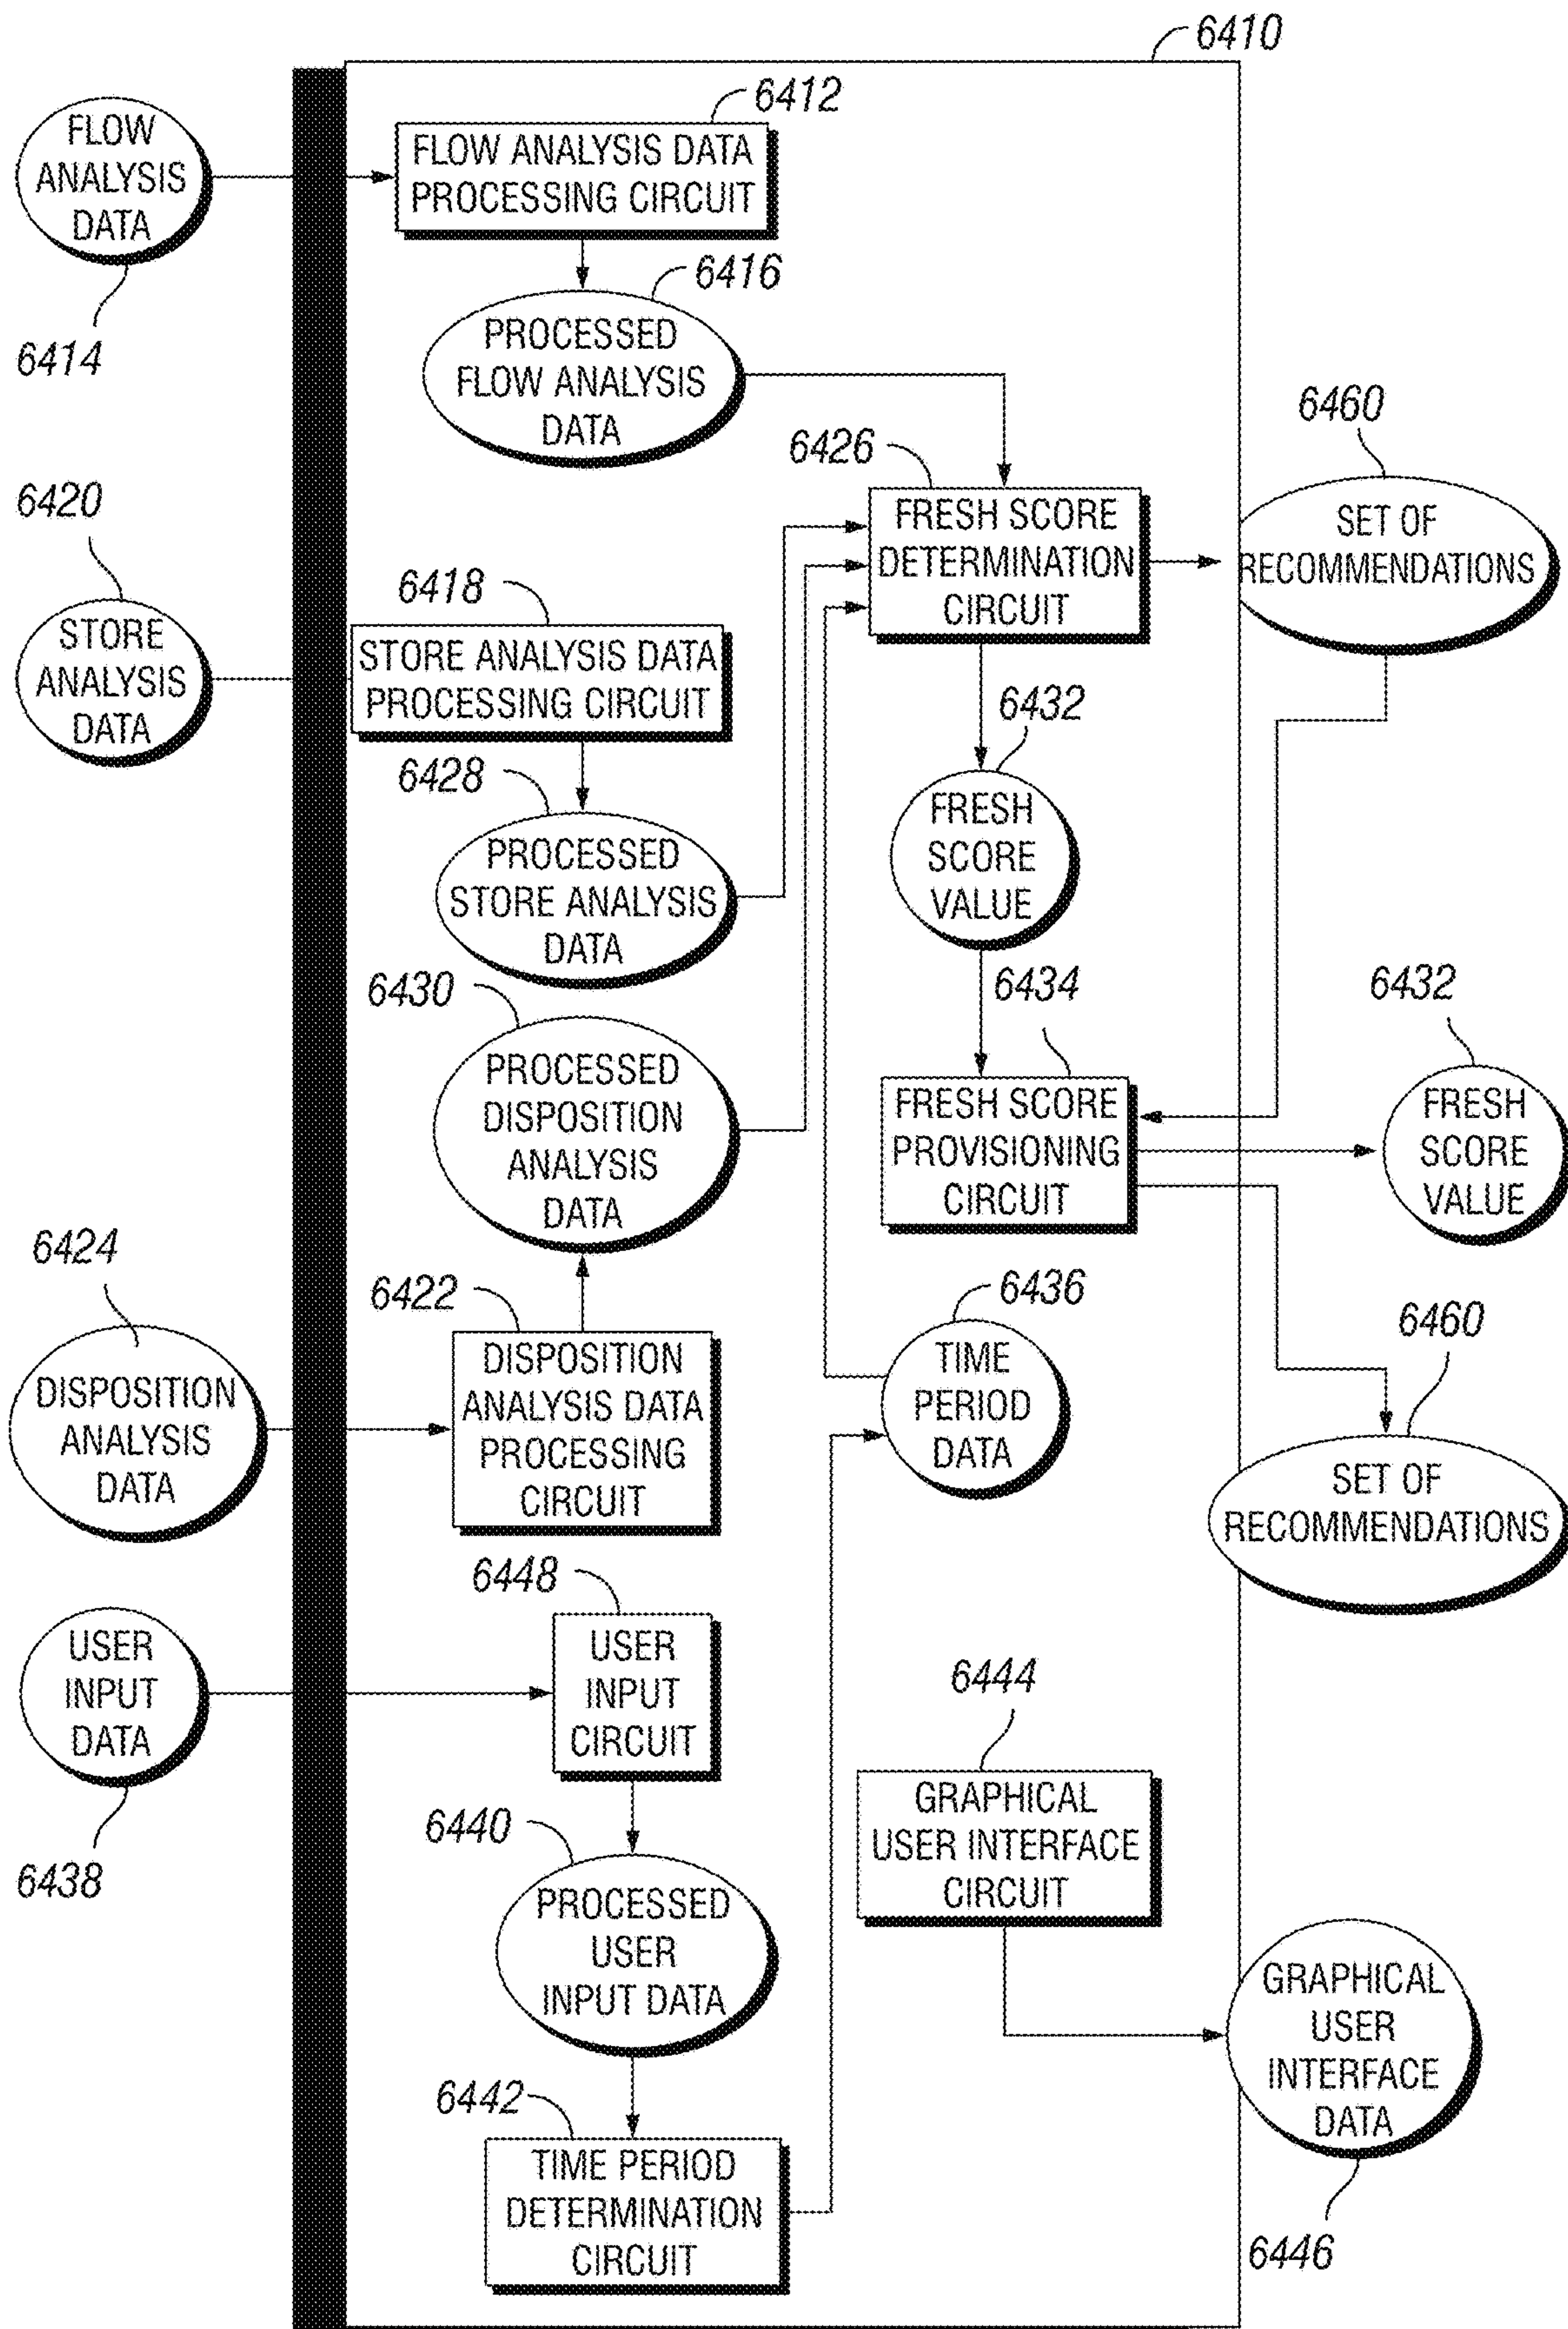 6410
6412
FLOW
ANALYSIS
DATA
6414
FLOW ANALYSIS DATA
PROCESSING CIRCUIT
6416
PROCESSED
FLOW ANALYSIS
DATA
6460
SET OF
RECOMMENDATIONS
6426
FRESH SCORE
DETERMINATION
CIRCUIT
6420
STORE
ANALYSIS
DATA
6418
STORE ANALYSIS DATA
PROCESSING CIRCUIT
6428
PROCESSED
STORE ANALYSIS
DATA
6432
FRESH
SCORE
VALUE
6430
PROCESSED
DISPOSITION
ANALYSIS
DATA
6434
FRESH SCORE
PROVISIONING
CIRCUIT
6432
FRESH
SCORE
VALUE
6424
DISPOSITION
ANALYSIS
DATA
6422
DISPOSITION
ANALYSIS DATA
PROCESSING
CIRCUIT
6436
TIME
PERIOD
DATA
6460
SET OF
RECOMMENDATIONS
USER
INPUT
DATA
6438
6448
USER
INPUT
CIRCUIT
6440
PROCESSED
USER
INPUT DATA
6444
GRAPHICAL
USER INTERFACE
CIRCUIT
GRAPHICAL
USER
INTERFACE
DATA
6446
6442
TIME PERIOD
DETERMINATION
CIRCUIT